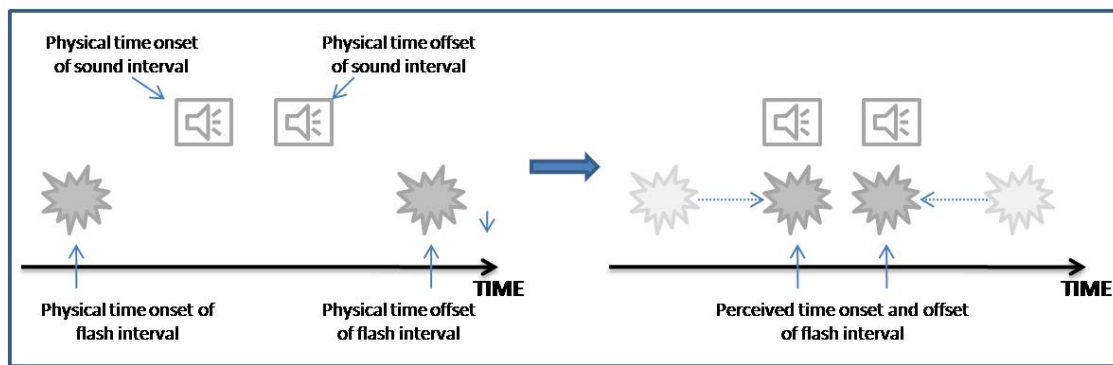 Physical time onset
of sound interval
Physical time offset
of sound interval
TIME
Physical time onset of
flash interval
Physical time offset
of flash interval
TIME
Perceived time onset and offset
of flash interval